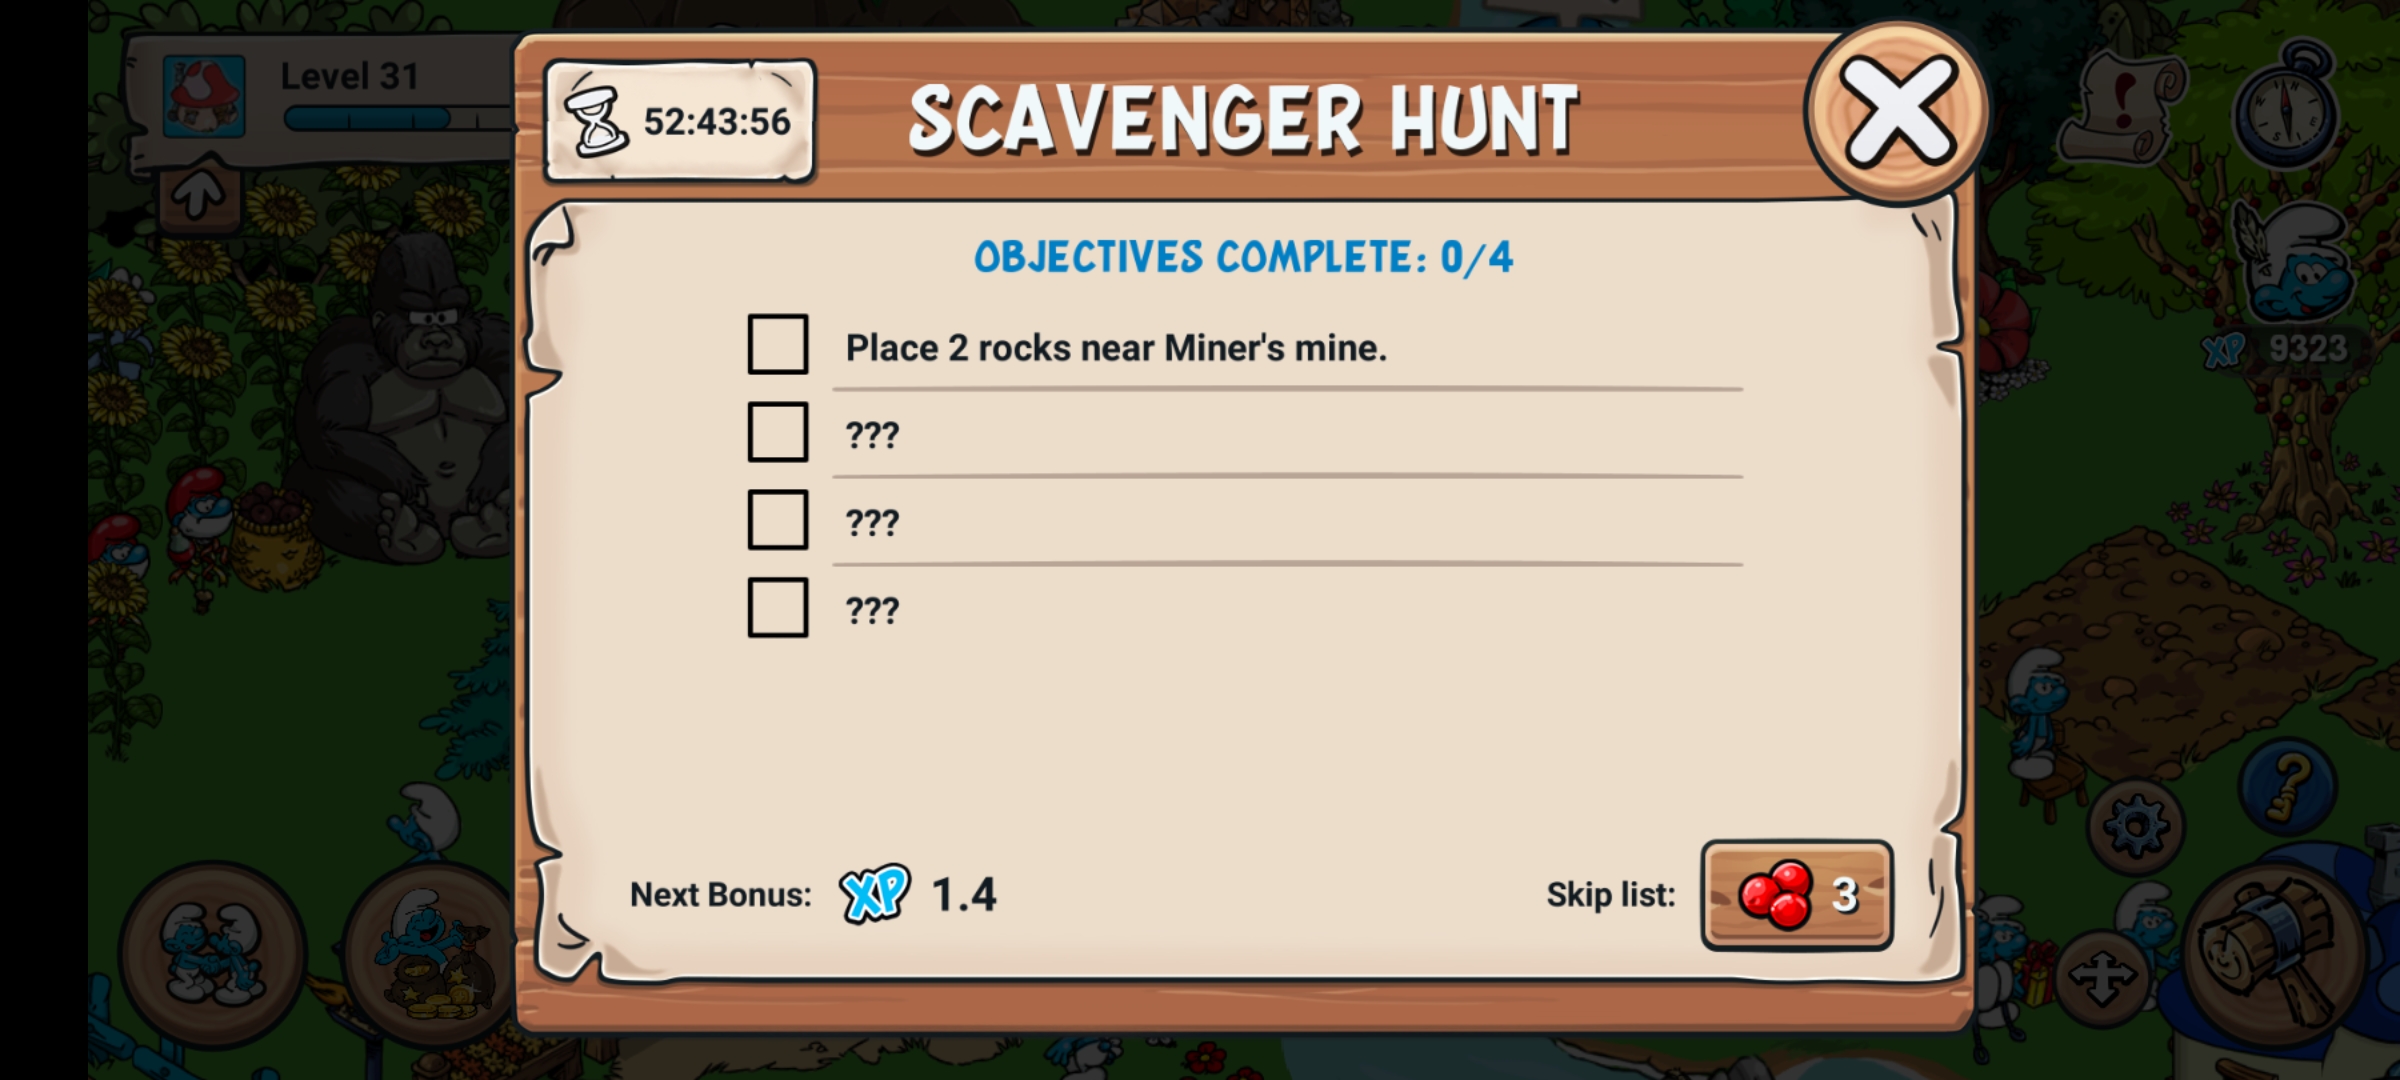 Level 31
52:43:56
SCAVENGER HUNT
OBJECTIVES COMPLETE: 0/4
Place 2 rocks near Miner's mine.
???
???
???
XP 9323
Next Bonus: XP 1.4
Skip list: 3